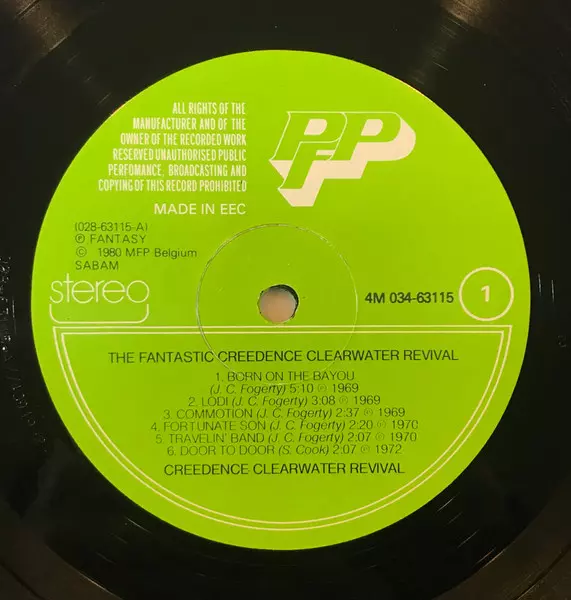 ALL RIGHTS OF THE
MANUFACTURER AND OF THE
OWNER OF THE RECORDED WORK
RESERVED UNAUTHORISED PUBLIC
PERFOMANCE, BROADCASTING AND
COPYING OF THIS RECORD PROHIBITED
MADE IN EEC
PFP
(028-63115-A)
Ⓟ FANTASY
© 1980 MFP Belgium
SABAM
stereo
4M 034-63115
1
THE FANTASTIC CREEDENCE CLEARWATER REVIVAL
1. BORN ON THE BAYOU
(J. C. Fogerty) 5:10 Ⓟ 1969
2. LODI (J. C. Fogerty) 3:08 Ⓟ 1969
3. COMMOTION (J. C. Fogerty) 2:37 Ⓟ 1969
4. FORTUNATE SON (J. C. Fogerty) 2:20 Ⓟ 1970
5. TRAVELIN' BAND (J. C. Fogerty) 2:07 Ⓟ 1970
6. DOOR TO DOOR (S. Cook) 2:07 Ⓟ 1972
CREEDENCE CLEARWATER REVIVAL